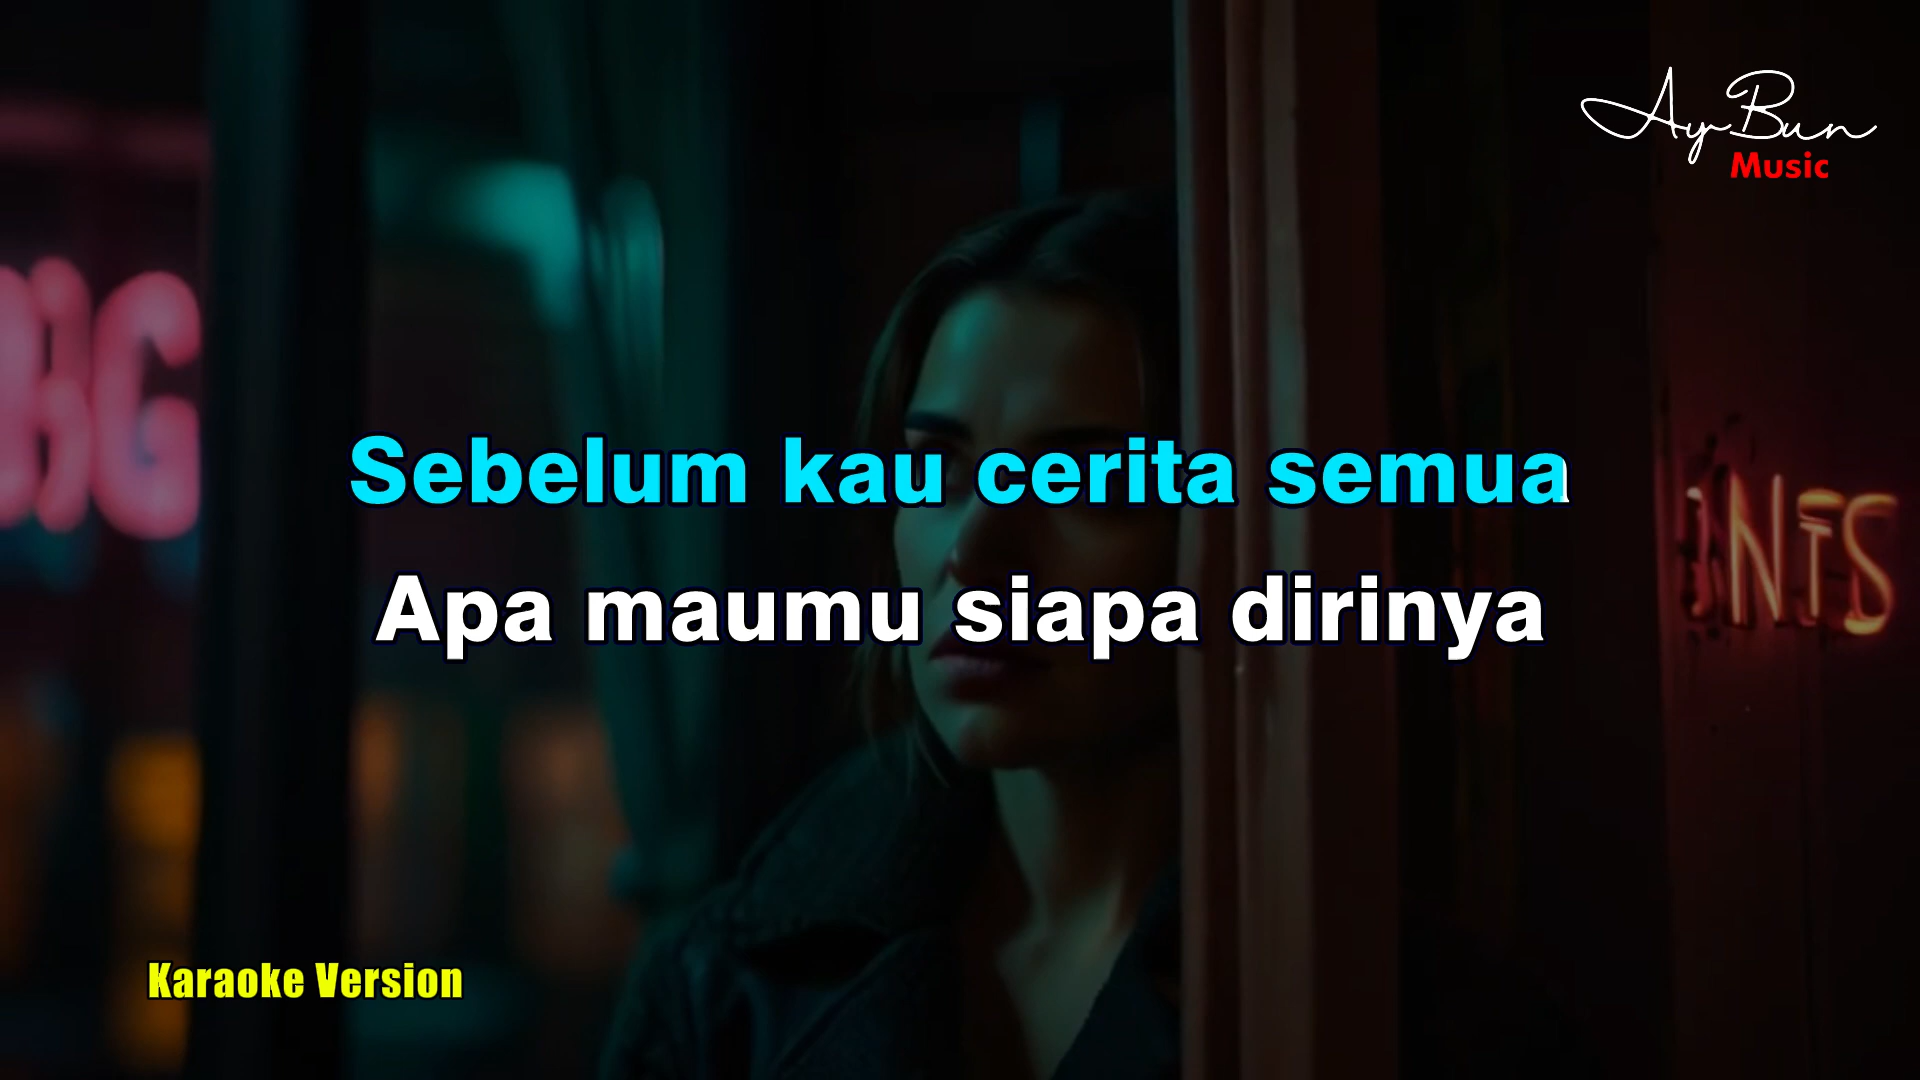 AyBun
Music
Sebelum kau cerita semua
Apa maumu siapa dirinya
Karaoke Version